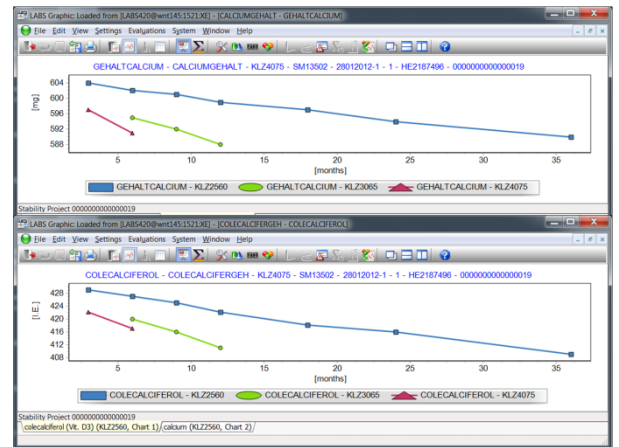 LABS Graphic: Loaded from [LABS420@wnt145:1521:XE] - [CALCIUMGEHALT - GEHALTCALCIUM]
File Edit View Settings Evaluations System Window Help
GEHALTCALCIUM - CALCIUMGEHALT - KLZ4075 - SM13502 - 28012012-1 - 1 - HE2187496 - 0000000000000019
604
600
596
592
588
[mg]
5 10 15 20 25 30 35
[months]
GEHALTCALCIUM - KLZ2560 GEHALTCALCIUM - KLZ3065 GEHALTCALCIUM - KLZ4075
Stability Project 0000000000000019
LABS Graphic: Loaded from [LABS420@wnt145:1521:XE] - [COLECALCIFERGEH - COLECALCIFEROL]
File Edit View Settings Evaluations System Window Help
COLECALCIFEROL - COLECALCIFERGEH - KLZ4075 - SM13502 - 28012012-1 - 1 - HE2187496 - 0000000000000019
428
424
420
416
412
408
[I.E.]
5 10 15 20 25 30 35
[months]
COLECALCIFEROL - KLZ2560 COLECALCIFEROL - KLZ3065 COLECALCIFEROL - KLZ4075
Stability Project 0000000000000019
colecalciferol (Vit. D3) (KLZ2560, Chart 1) calcium (KLZ2560, Chart 2)